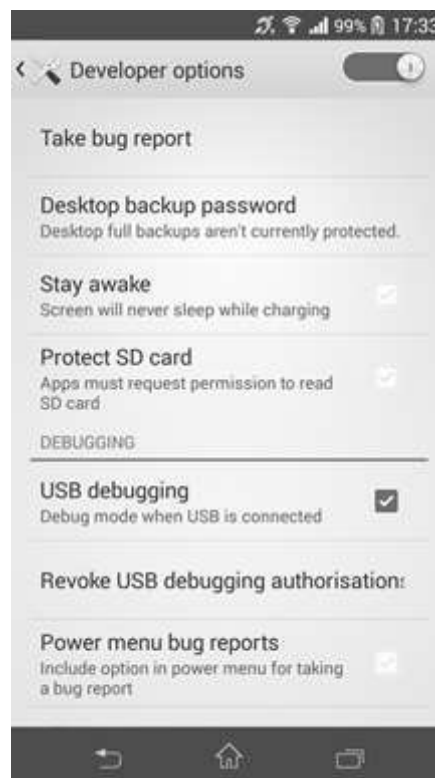 99% 17:33
Developer options
Take bug report
Desktop backup password
Desktop full backups aren't currently protected.
Stay awake
Screen will never sleep while charging
Protect SD card
Apps must request permission to read
SD card
DEBUGGING
USB debugging
Debug mode when USB is connected
Revoke USB debugging authorisations
Power menu bug reports
Include option in power menu for taking
a bug report